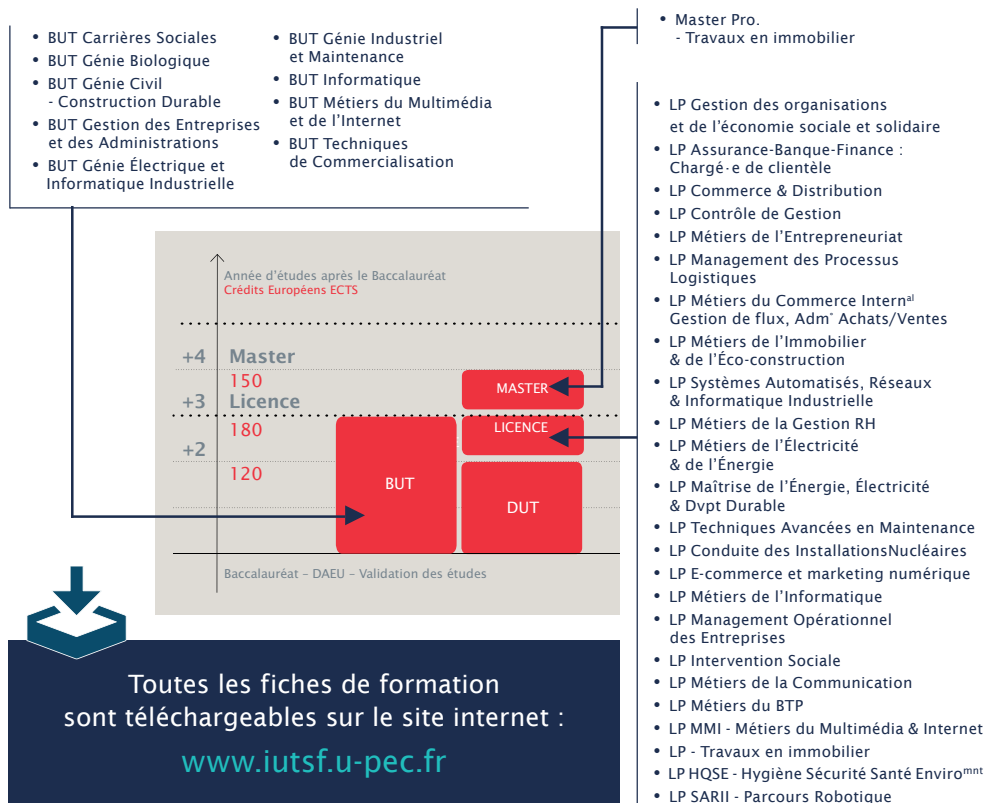 • BUT Carrières Sociales
• BUT Génie Biologique
• BUT Génie Civil
- Construction Durable
• BUT Gestion des Entreprises
et des Administrations
• BUT Génie Électrique et
Informatique Industrielle
• BUT Génie Industriel
et Maintenance
• BUT Informatique
• BUT Métiers du Multimédia
et de l'Internet
• BUT Techniques
de Commercialisation
• Master Pro.
- Travaux en immobilier
• LP Gestion des organisations
et de l'économie sociale et solidaire
• LP Assurance-Banque-Finance :
Chargé·e de clientèle
• LP Commerce & Distribution
• LP Contrôle de Gestion
• LP Métiers de l'Entrepreneuriat
• LP Management des Processus
Logistiques
• LP Métiers du Commerce Internal
Gestion de flux, Adm° Achats/Ventes
• LP Métiers de l'Immobilier
& de l'Éco-construction
• LP Systèmes Automatisés, Réseaux
& Informatique Industrielle
• LP Métiers de la Gestion RH
• LP Métiers de l'Électricité
& de l'Énergie
• LP Maîtrise de l'Énergie, Électricité
& Dvpt Durable
• LP Techniques Avancées en Maintenance
• LP Conduite des InstallationsNucléaires
• LP E-commerce et marketing numérique
• LP Métiers de l'Informatique
• LP Management Opérationnel
des Entreprises
• LP Intervention Sociale
• LP Métiers de la Communication
• LP Métiers du BTP
• LP MMI - Métiers du Multimédia & Internet
• LP - Travaux en immobilier
• LP HQSE - Hygiène Sécurité Santé Enviromnt
• LP SARII - Parcours Robotique
Année d'études après le Baccalauréat
Crédits Européens ECTS
+4 Master
150
+3 Licence
180
+2
120
MASTER
LICENCE
BUT
DUT
Baccalauréat – DAEU – Validation des études
Toutes les fiches de formation
sont téléchargeables sur le site internet :
www.iutsf.u-pec.fr